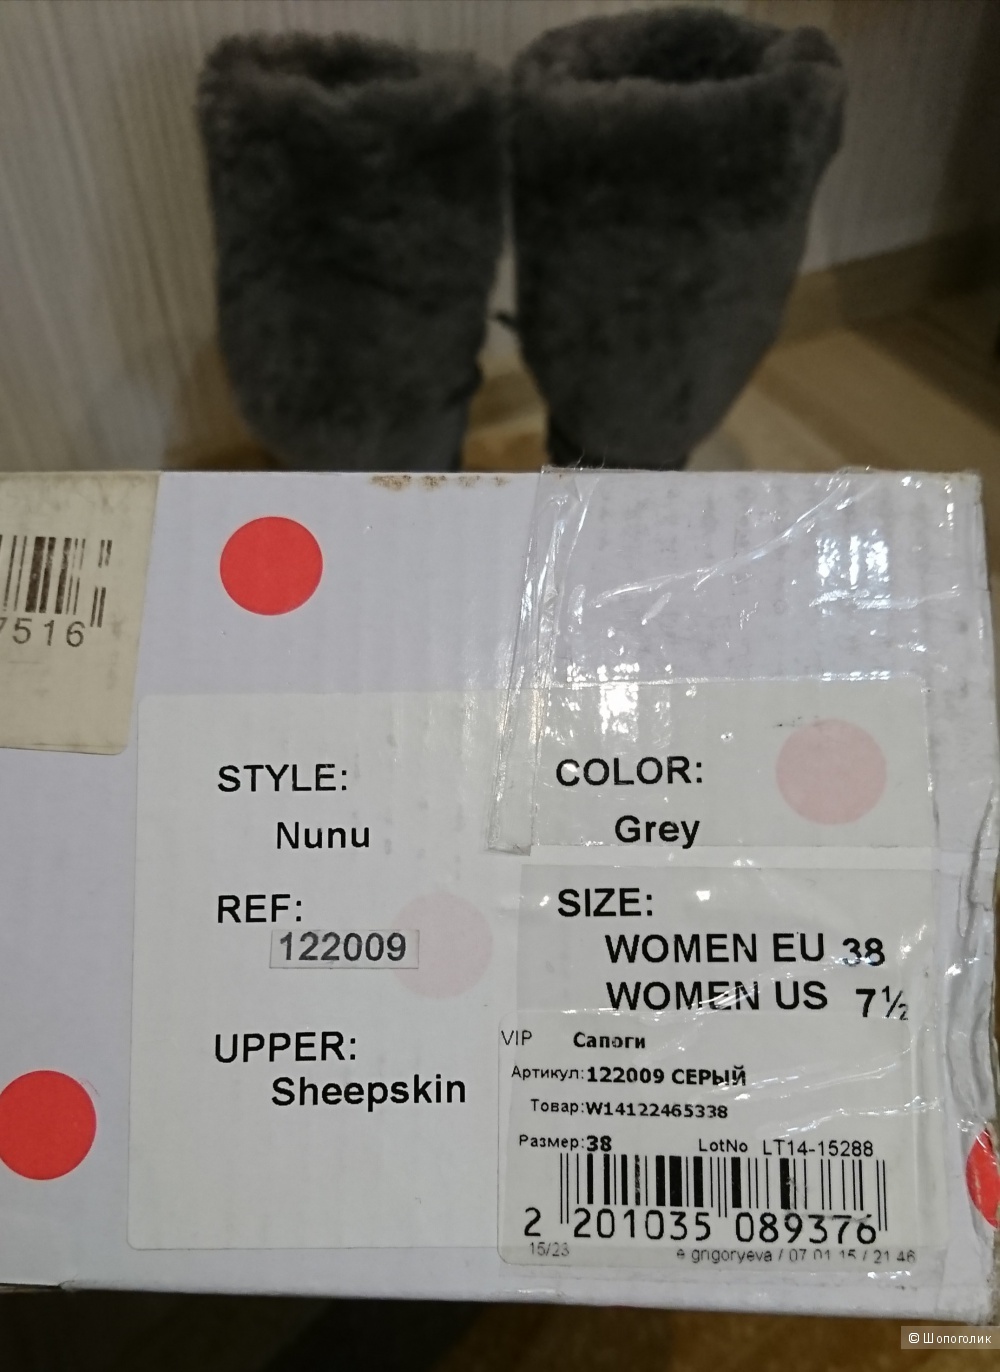 7516
STYLE:
Nunu
COLOR:
Grey
REF:
122009
SIZE:
WOMEN EU 38
WOMEN US 7½
UPPER:
Sheepskin
VIP Сапоги
Артикул:122009 СЕРЫЙ
Товар:W14122465338
Размер:38 LotNo LT14-15288
2 201035 089376
15/23 e grigoryeva / 07 01 15 / 21 46
© Шопоголик